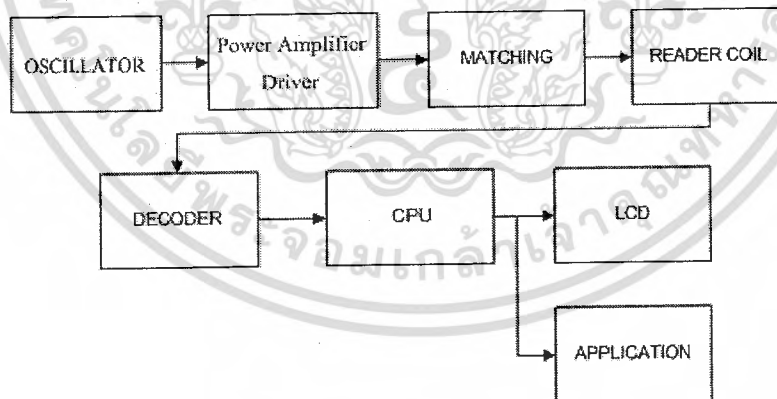 OSCILLATOR
Power Amplifier
Driver
MATCHING
READER COIL
DECODER
CPU
LCD
APPLICATION